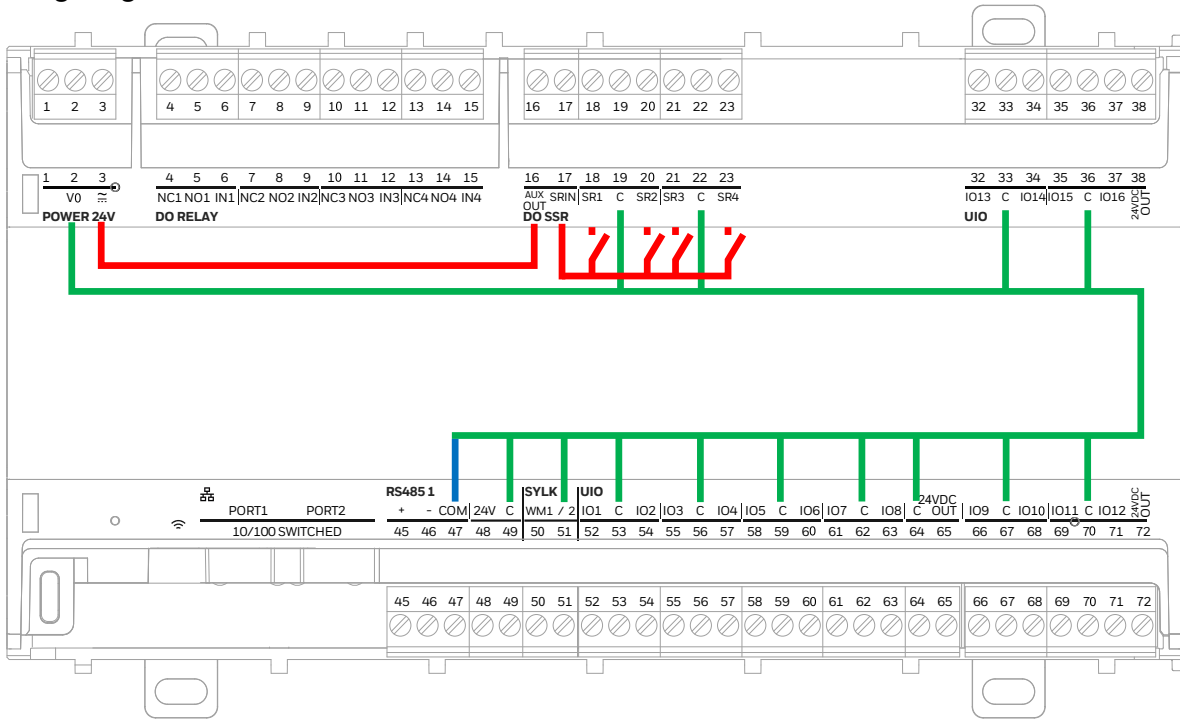 1 2 3 4 5 6 7 8 9 10 11 12 13 14 15 16 17 18 19 20 21 22 23 32 33 34 35 36 37 38
1 2 3 4 5 6 7 8 9 10 11 12 13 14 15 16 17 18 19 20 21 22 23 32 33 34 35 36 37 38
V0 NC1 NO1 IN1 NC2 NO2 IN2 NC3 NO3 IN3 NC4 NO4 IN4 AUX OUT SRIN SR1 C SR2 SR3 C SR4 IO13 C IO14 IO15 C IO16 24VDC OUT
POWER 24V DO RELAY DO SSR UIO
RS485 1 SYLK UIO
PORT1 PORT2 + - COM 24V C WM1 / 2 IO1 C IO2 IO3 C IO4 IO5 C IO6 IO7 C IO8 C 24VDC OUT IO9 C IO10 IO11 C IO12 24VDC OUT
10/100 SWITCHED 45 46 47 48 49 50 51 52 53 54 55 56 57 58 59 60 61 62 63 64 65 66 67 68 69 70 71 72
45 46 47 48 49 50 51 52 53 54 55 56 57 58 59 60 61 62 63 64 65 66 67 68 69 70 71 72